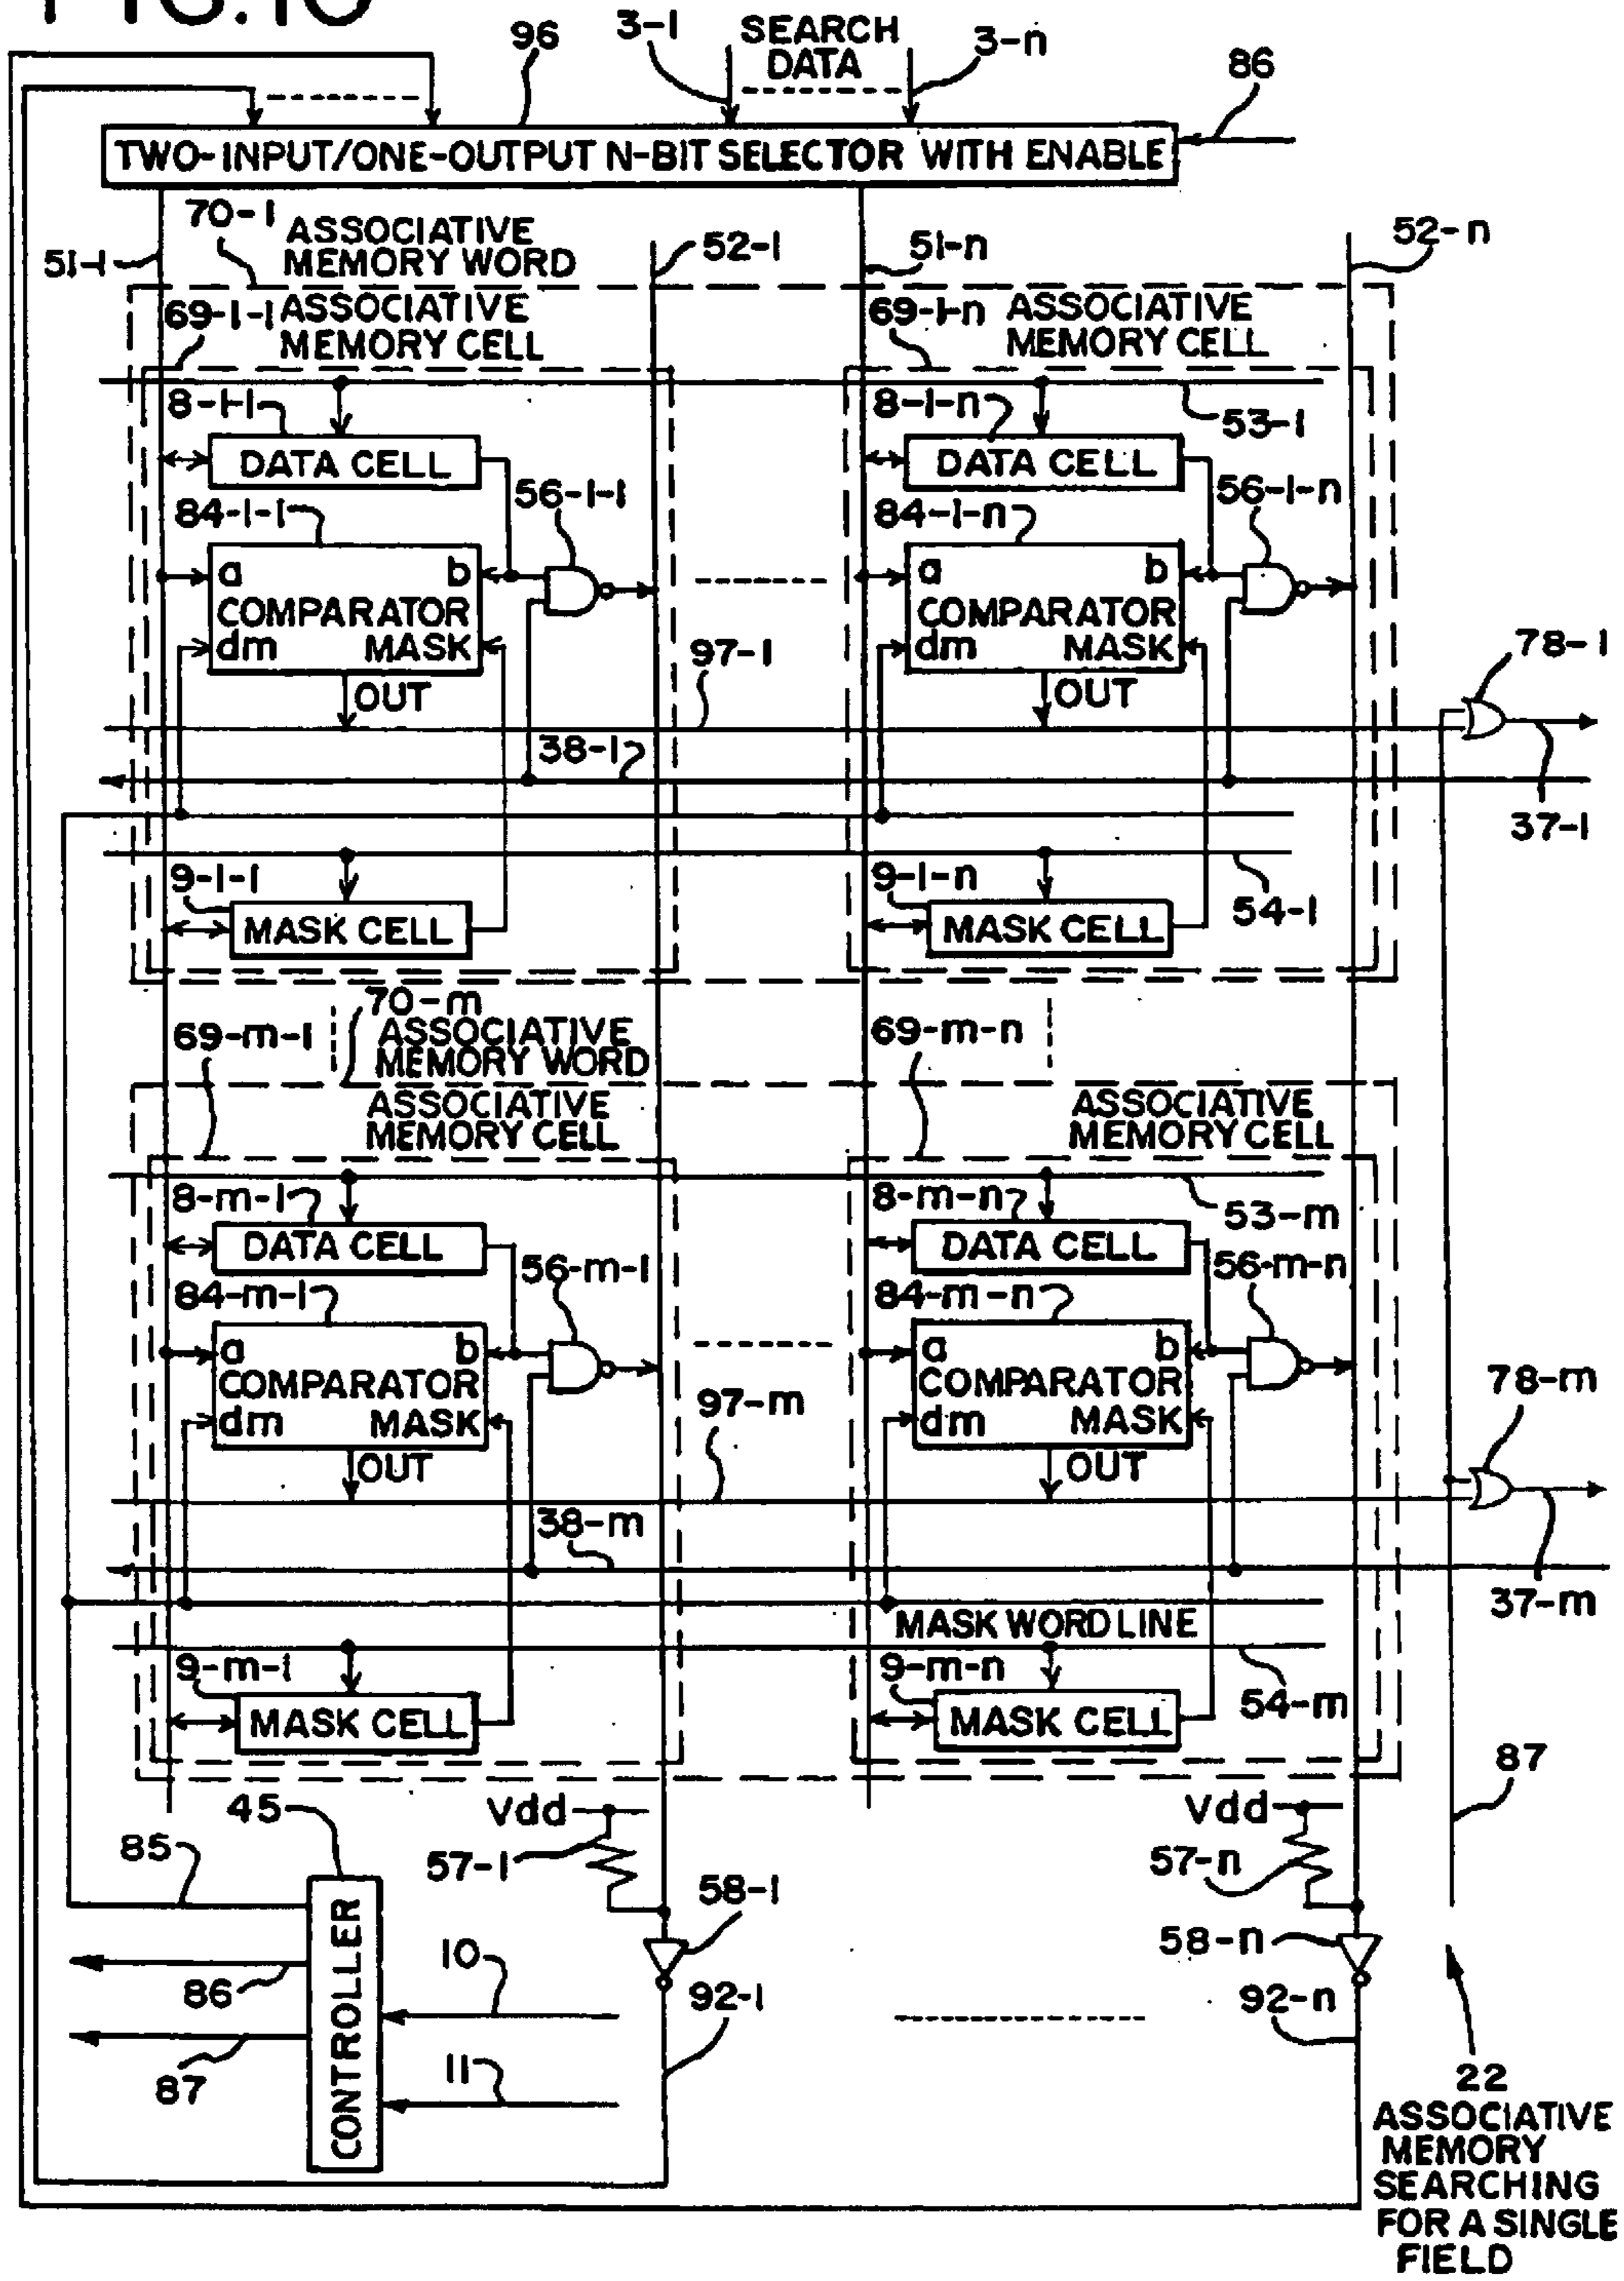 96
3-1
SEARCH
DATA
3-n
86
TWO-INPUT/ONE-OUTPUT N-BIT SELECTOR WITH ENABLE
70-1
ASSOCIATIVE
MEMORY WORD
51-1
52-1
51-n
52-n
69-1-1
ASSOCIATIVE
MEMORY CELL
69-1-n
ASSOCIATIVE
MEMORY CELL
8-1-1
8-1-n
53-1
DATA CELL
DATA CELL
56-1-1
56-1-n
84-1-1
84-1-n
a b
COMPARATOR
dm MASK
OUT
a b
COMPARATOR
dm MASK
OUT
97-1
78-1
38-1
37-1
9-1-1
9-1-n
54-1
MASK CELL
MASK CELL
70-m
ASSOCIATIVE
MEMORY WORD
69-m-1
69-m-n
ASSOCIATIVE
MEMORY CELL
ASSOCIATIVE
MEMORY CELL
8-m-1
8-m-n
53-m
DATA CELL
DATA CELL
56-m-1
56-m-n
84-m-1
84-m-n
a b
COMPARATOR
dm MASK
OUT
a b
COMPARATOR
dm MASK
OUT
97-m
78-m
38-m
37-m
MASK WORD LINE
9-m-1
9-m-n
54-m
MASK CELL
MASK CELL
87
45
Vdd
Vdd
85
57-1
57-n
58-1
58-n
CONTROLLER
10
86
92-1
92-n
11
87
22
ASSOCIATIVE
MEMORY
SEARCHING
FOR A SINGLE
FIELD